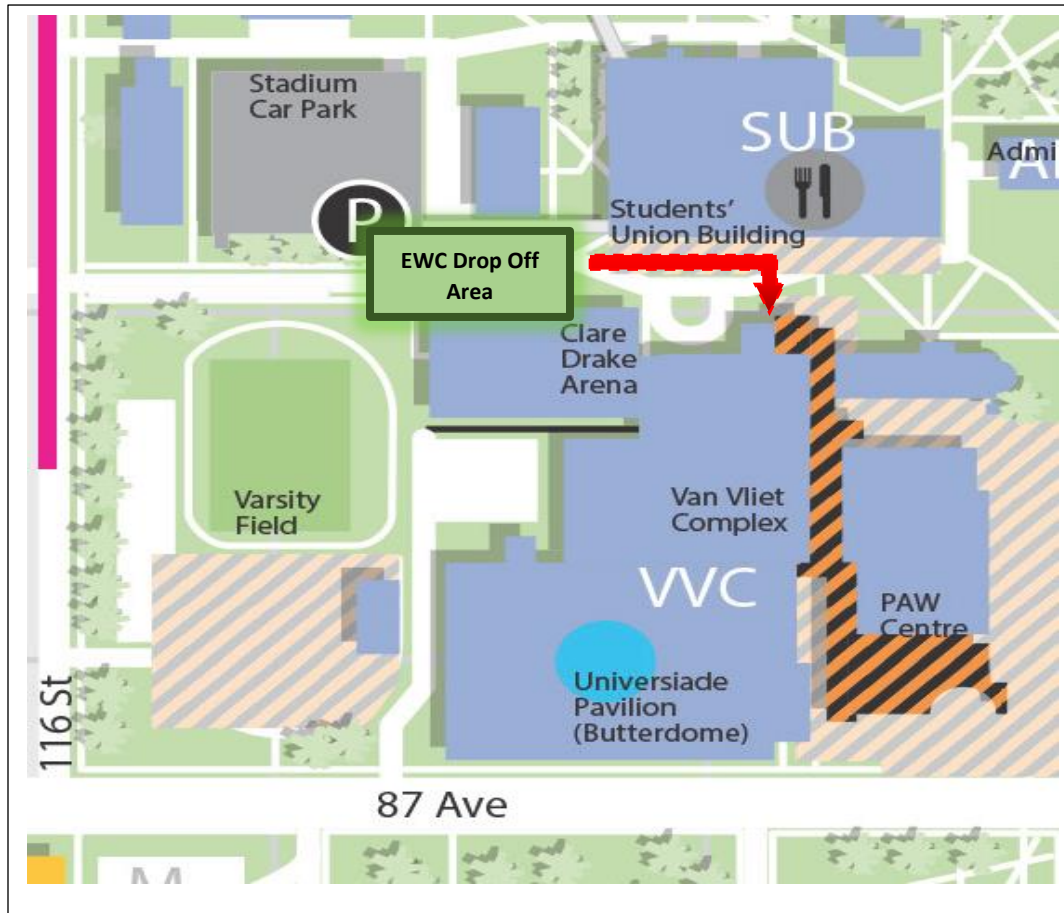 Stadium
Car Park
SUB
Admi
P
Students'
Union Building
EWC Drop Off
Area
Clare
Drake
Arena
Varsity
Field
Van Vliet
Complex
VVC
PAW
Centre
Universiade
Pavilion
(Butterdome)
116 St
87 Ave